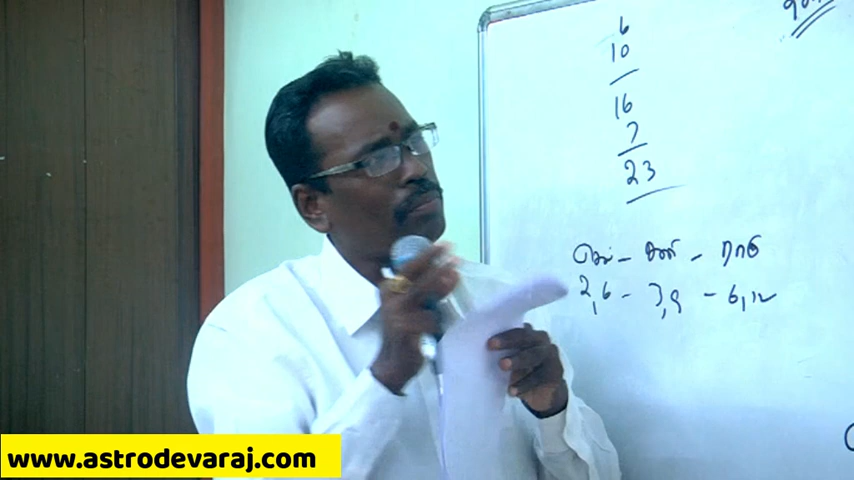 6
10
16
7
23
செவ் - சனி - ராகு
2,6 - 7,9 - 6,12
www.astrodevaraj.com